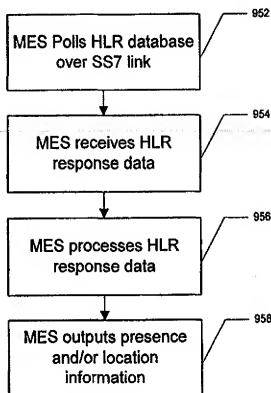 952
MES Polls HLR database
over SS7 link
954
MES receives HLR
response data
956
MES processes HLR
response data
958
MES outputs presence
and/or location
information